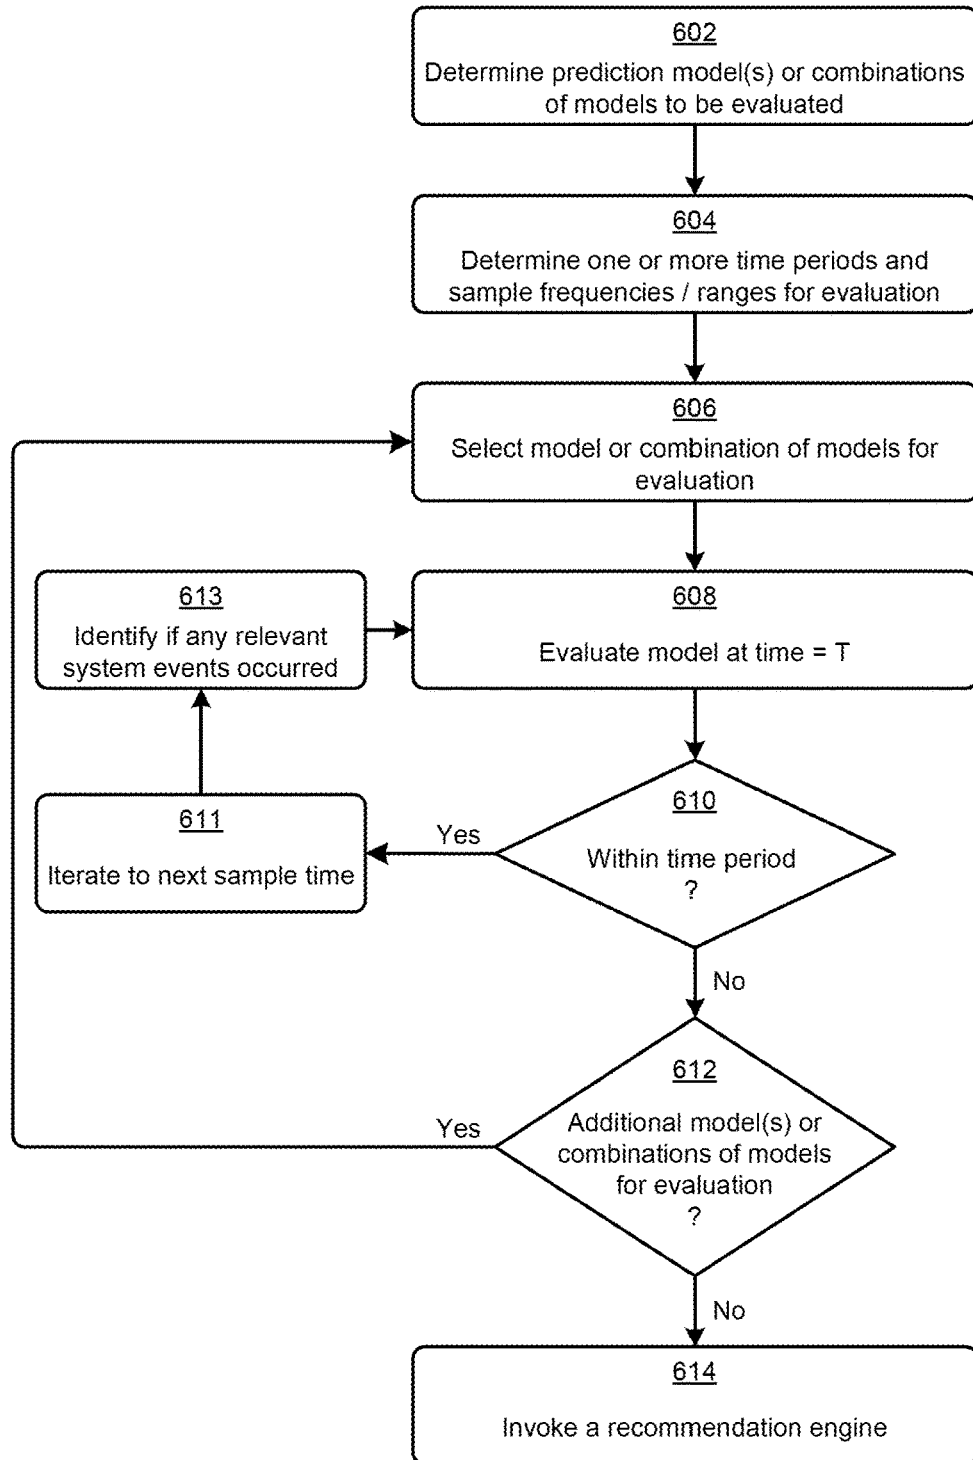 602
Determine prediction model(s) or combinations
of models to be evaluated
604
Determine one or more time periods and
sample frequencies / ranges for evaluation
606
Select model or combination of models for
evaluation
613
Identify if any relevant
system events occurred
608
Evaluate model at time = T
611
Iterate to next sample time
Yes
610
Within time period
?
No
612
Additional model(s) or
combinations of models
for evaluation
?
Yes
No
614
Invoke a recommendation engine